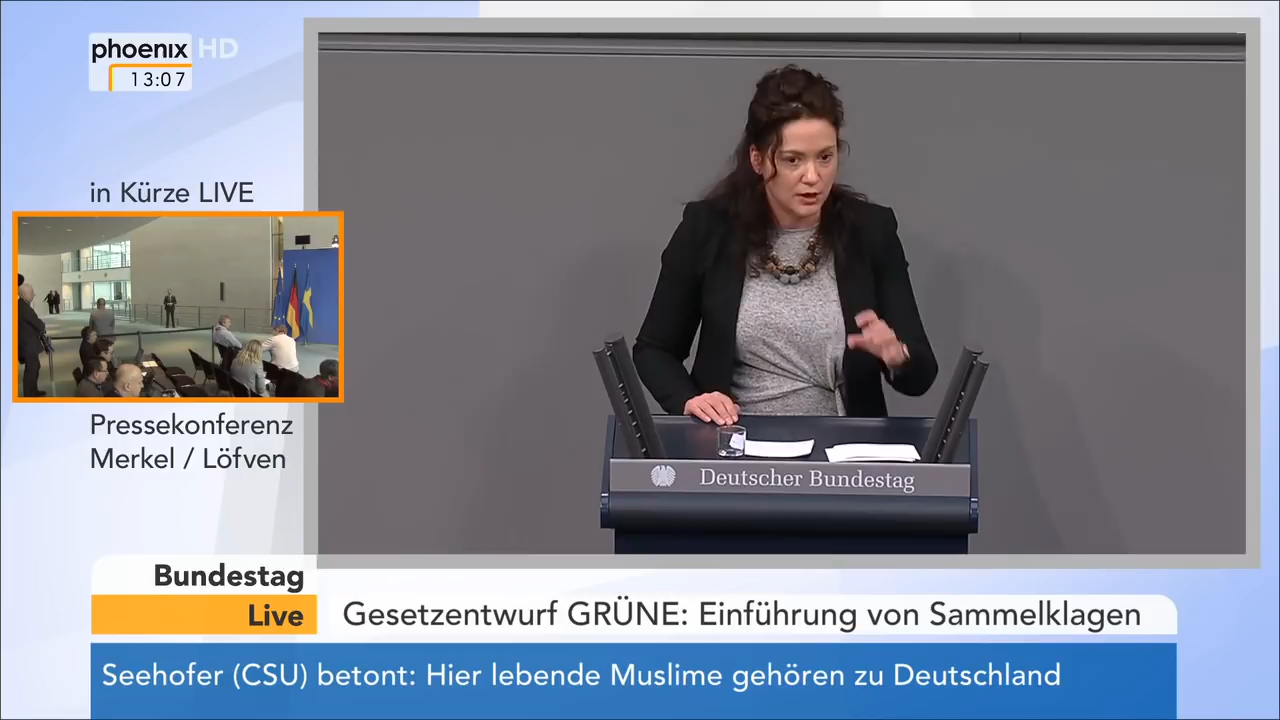 phoenix HD
13:07
in Kürze LIVE
Pressekonferenz
Merkel / Löfven
Deutscher Bundestag
Bundestag
Live
Gesetzentwurf GRÜNE: Einführung von Sammelklagen
Seehofer (CSU) betont: Hier lebende Muslime gehören zu Deutschland